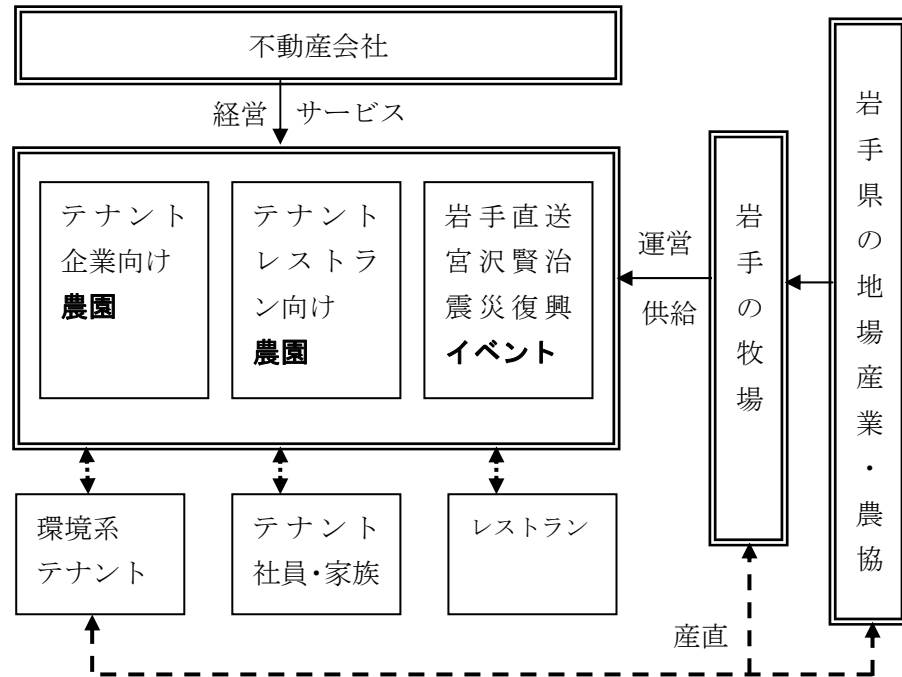 不動産会社
経営 サービス
テナント
企業向け
農園
テナント
レストラ
ン向け
農園
岩手直送
宮沢賢治
震災復興
イベント
運営
供給
岩手の牧場
岩手県の地場産業・農協
環境系
テナント
テナント
社員・家族
レストラン
産直